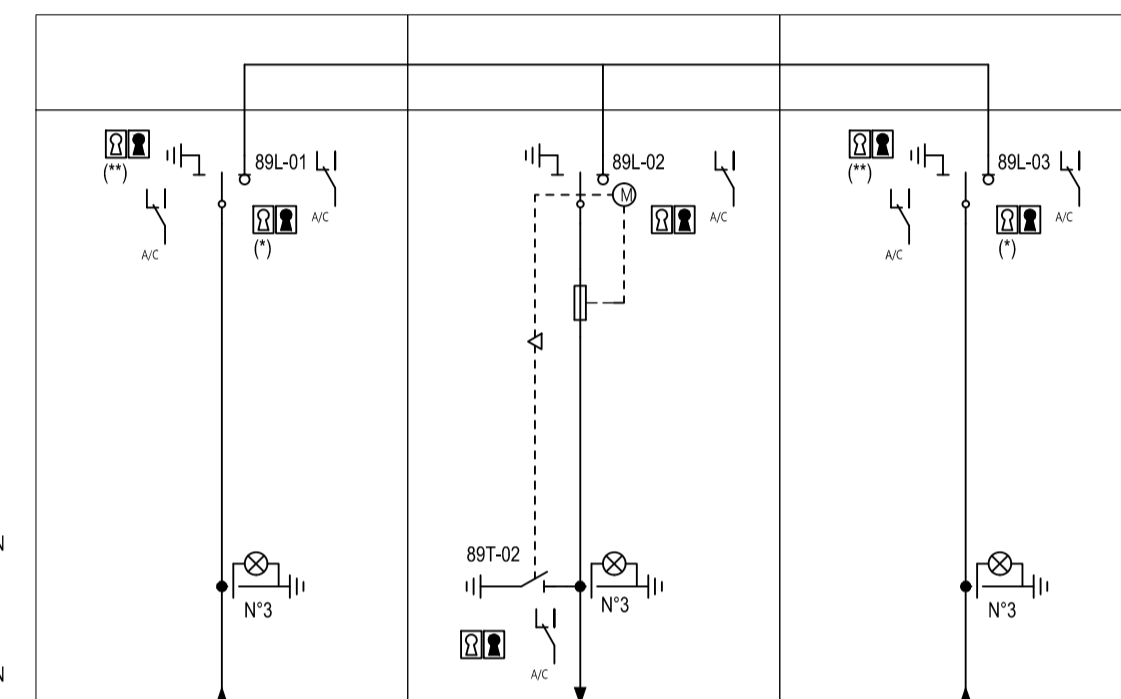 89L-01
(**)
A/C
(*)
A/C
89L-02
M
A/C
89L-03
(**)
A/C
(*)
A/C
N
89T-02
N°3
N°3
N°3
A/C
N